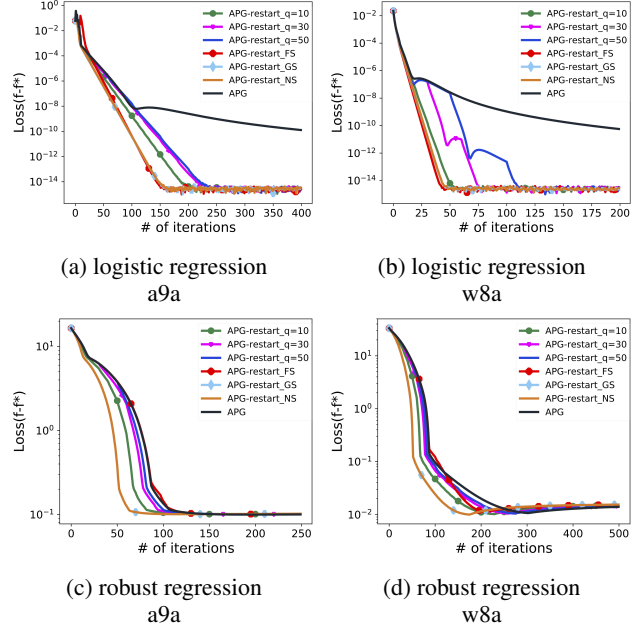 10^0
10^-2
10^-4
10^-6
10^-8
10^-10
10^-12
10^-14
Loss(f-f*)
0 50 100 150 200 250 300 350 400
# of iterations
APG-restart_q=10
APG-restart_q=30
APG-restart_q=50
APG-restart_FS
APG-restart_GS
APG-restart_NS
APG
(a) logistic regression
a9a
10^-2
10^-4
10^-6
10^-8
10^-10
10^-12
10^-14
Loss(f-f*)
0 25 50 75 100 125 150 175 200
# of iterations
APG-restart_q=10
APG-restart_q=30
APG-restart_q=50
APG-restart_FS
APG-restart_GS
APG-restart_NS
APG
(b) logistic regression
w8a
10^1
10^0
10^-1
Loss(f-f*)
0 50 100 150 200 250
# of iterations
APG-restart_q=10
APG-restart_q=30
APG-restart_q=50
APG-restart_FS
APG-restart_GS
APG-restart_NS
APG
(c) robust regression
a9a
10^1
10^0
10^-1
10^-2
Loss(f-f*)
0 100 200 300 400 500
# of iterations
APG-restart_q=10
APG-restart_q=30
APG-restart_q=50
APG-restart_FS
APG-restart_GS
APG-restart_NS
APG
(d) robust regression
w8a